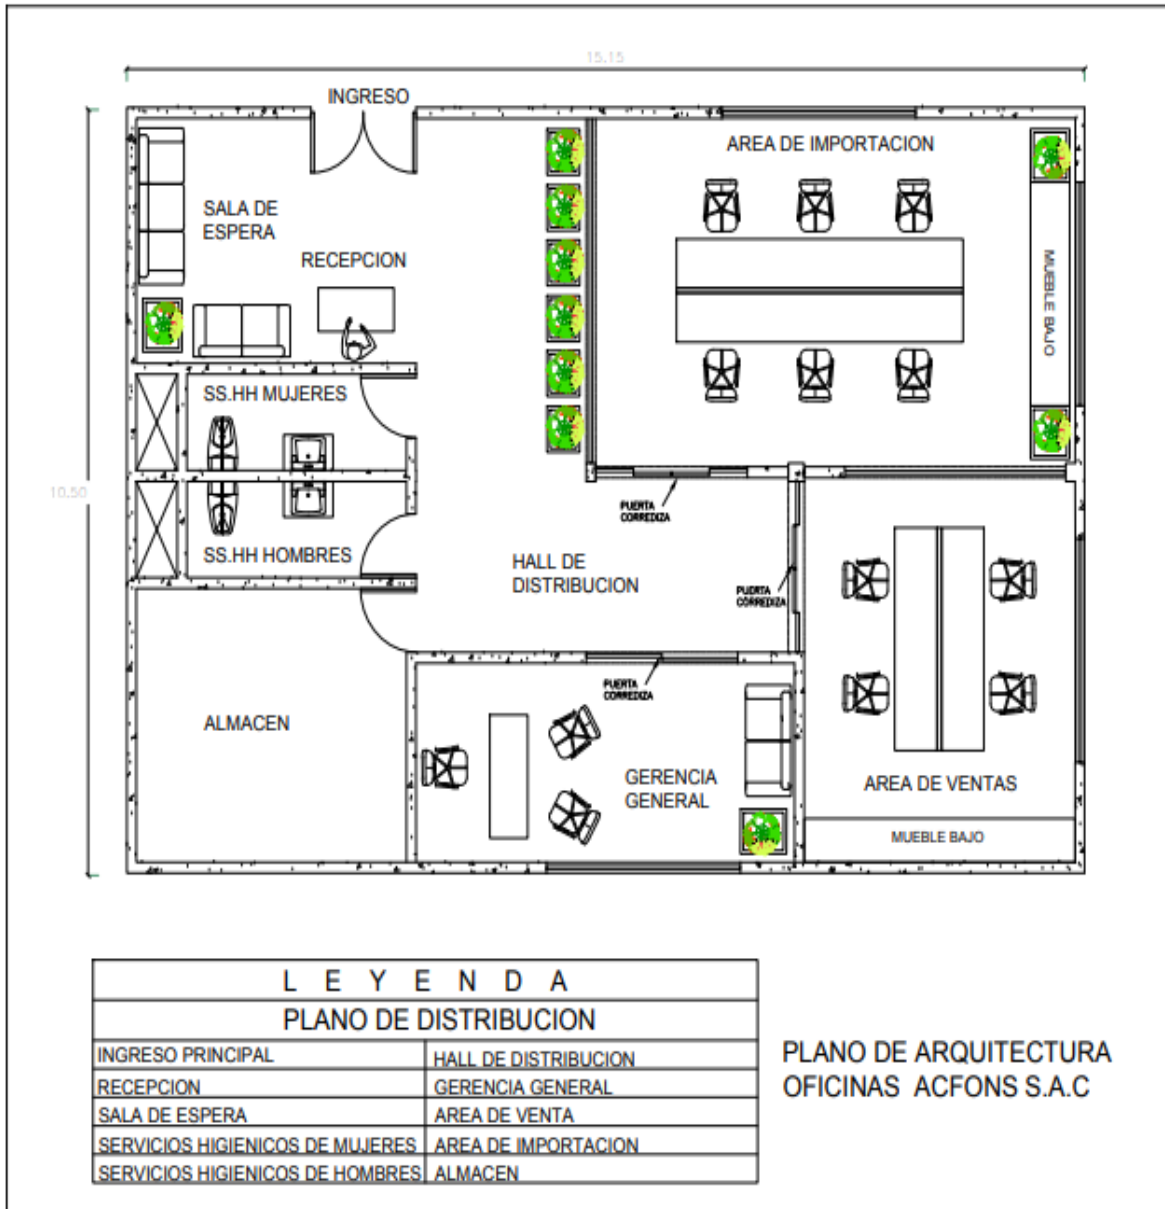 15.15
INGRESO
AREA DE IMPORTACION
SALA DE
ESPERA
RECEPCION
MUEBLE BAJO
SS.HH MUJERES
10.50
PUERTA
CORREDIZA
SS.HH HOMBRES
HALL DE
DISTRIBUCION
PUERTA
CORREDIZA
PUERTA
CORREDIZA
ALMACEN
GERENCIA
GENERAL
AREA DE VENTAS
MUEBLE BAJO
L E Y E N D A
PLANO DE DISTRIBUCION
INGRESO PRINCIPAL HALL DE DISTRIBUCION
RECEPCION GERENCIA GENERAL
SALA DE ESPERA AREA DE VENTA
SERVICIOS HIGIENICOS DE MUJERES AREA DE IMPORTACION
SERVICIOS HIGIENICOS DE HOMBRES ALMACEN
PLANO DE ARQUITECTURA
OFICINAS ACFONS S.A.C